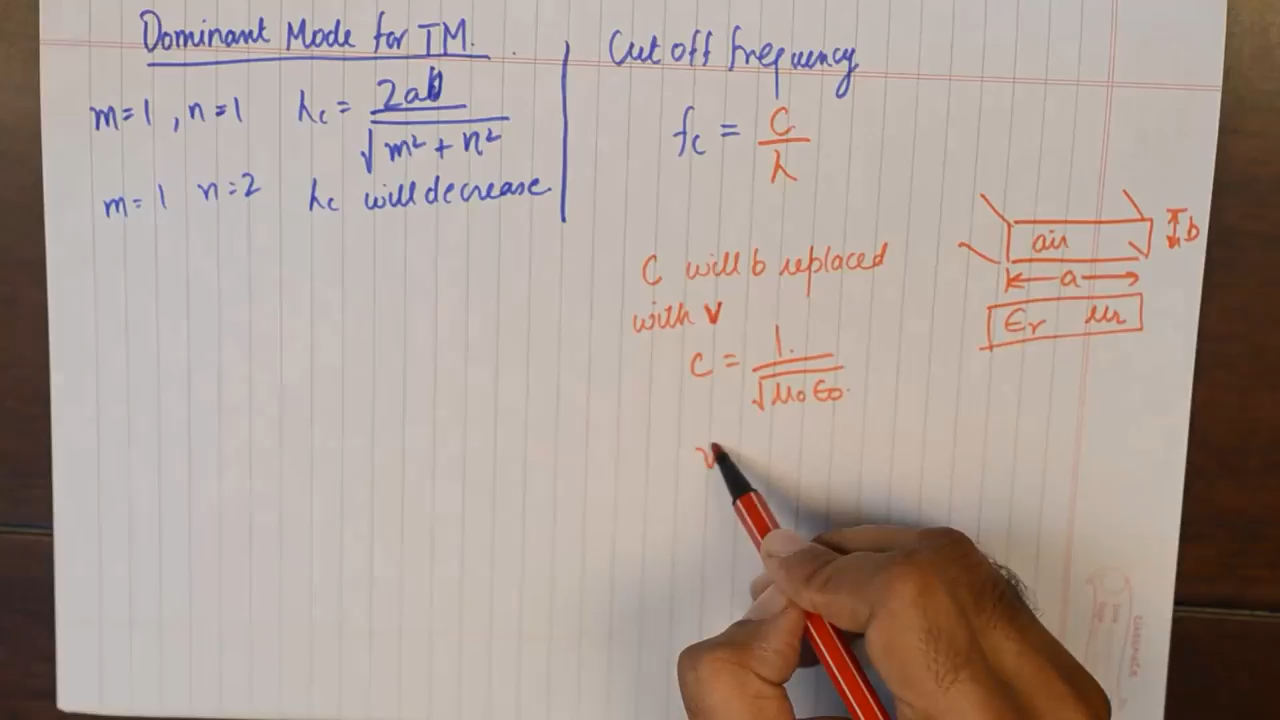 Dominant Mode for TM.
m=1, n=1 λc = 2ab / √m² + n²
m=1 n=2 λc will decrease
Cut off frequency
fc = C / λ
C will b replaced
with v
C = 1 / √μ₀ ϵ₀.
v
air
b
a
ϵr μr